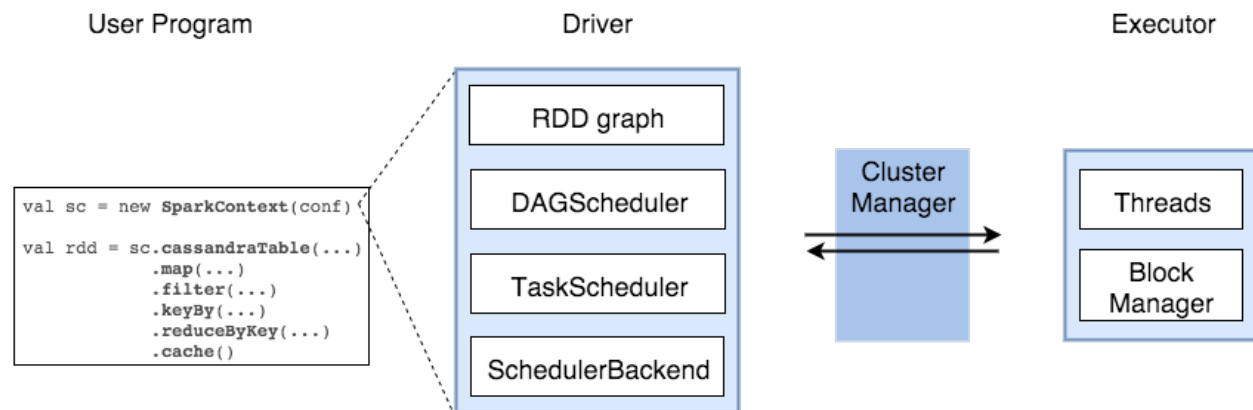 User Program
Driver
Executor
val sc = new SparkContext(conf)
val rdd = sc.cassandraTable(...)
.map(...)
.filter(...)
.keyBy(...)
.reduceByKey(...)
.cache()
RDD graph
DAGScheduler
TaskScheduler
SchedulerBackend
Cluster
Manager
Threads
Block
Manager